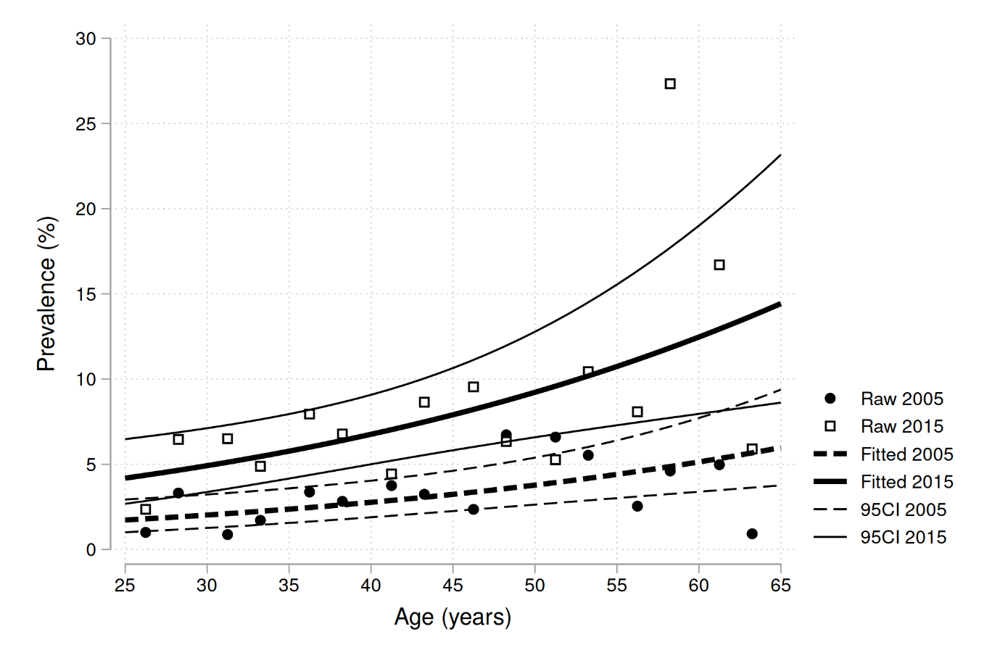 30
25
20
15
10
5
0
Prevalence (%)
25 30 35 40 45 50 55 60 65
Age (years)
Raw 2005
Raw 2015
Fitted 2005
Fitted 2015
95CI 2005
95CI 2015